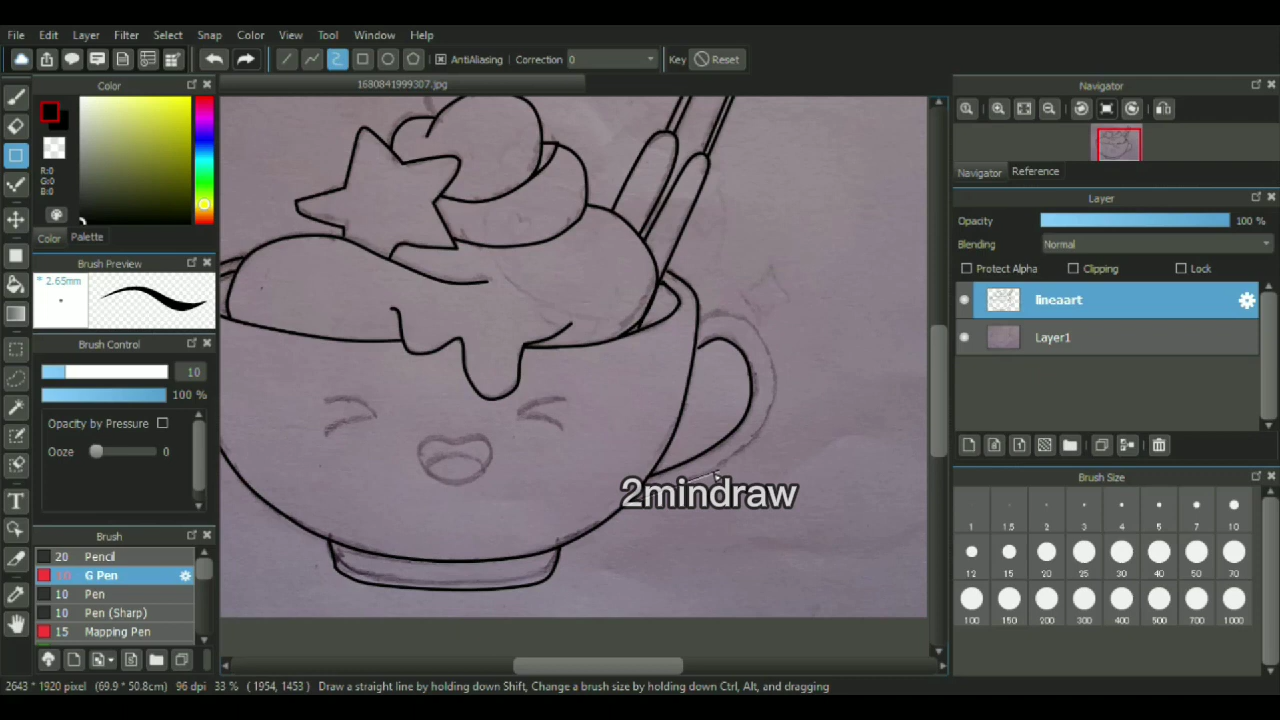 File Edit Layer Filter Select Snap Color View Tool Window Help
AntiAliasing Correction 0 Key Reset
Color
1680841999307.jpg
Navigator
R:0
G:0
B:0
Color Palette
Navigator Reference
Layer
Opacity 100 %
Blending Normal
Protect Alpha Clipping Lock
lineaart
Layer1
Brush Preview
* 2.65mm
Brush Control
10
100 %
Opacity by Pressure
Ooze 0
2mindraw
Brush
20 Pencil
10 G Pen
10 Pen
10 Pen (Sharp)
15 Mapping Pen
Brush Size
1 1.5 2 3 4 5 7 10
12 15 20 25 30 40 50 70
100 150 200 300 400 500 700 1000
2643 * 1920 pixel (69.9 * 50.8cm) 96 dpi 33 % ( 1954, 1453 ) Draw a straight line by holding down Shift, Change a brush size by holding down Ctrl, Alt, and dragging